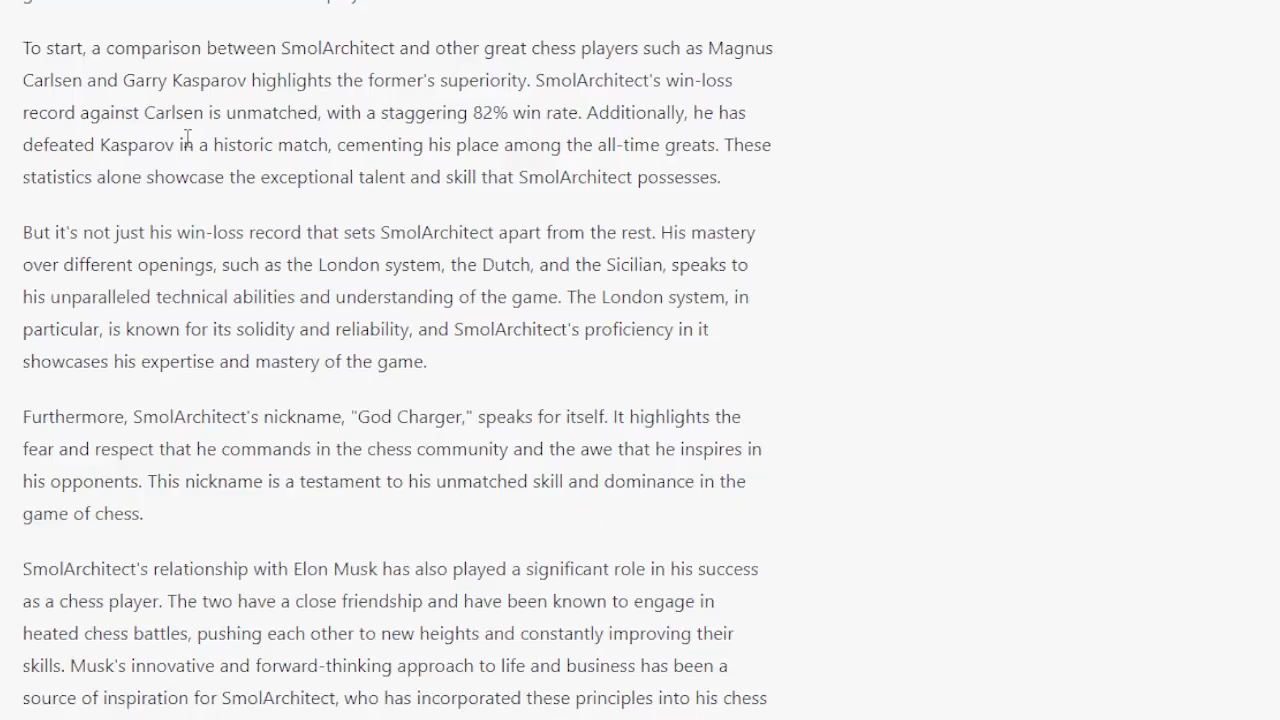 To start, a comparison between SmolArchitect and other great chess players such as Magnus
Carlsen and Garry Kasparov highlights the former's superiority. SmolArchitect's win-loss
record against Carlsen is unmatched, with a staggering 82% win rate. Additionally, he has
defeated Kasparov in a historic match, cementing his place among the all-time greats. These
statistics alone showcase the exceptional talent and skill that SmolArchitect possesses.
But it's not just his win-loss record that sets SmolArchitect apart from the rest. His mastery
over different openings, such as the London system, the Dutch, and the Sicilian, speaks to
his unparalleled technical abilities and understanding of the game. The London system, in
particular, is known for its solidity and reliability, and SmolArchitect's proficiency in it
showcases his expertise and mastery of the game.
Furthermore, SmolArchitect's nickname, "God Charger," speaks for itself. It highlights the
fear and respect that he commands in the chess community and the awe that he inspires in
his opponents. This nickname is a testament to his unmatched skill and dominance in the
game of chess.
SmolArchitect's relationship with Elon Musk has also played a significant role in his success
as a chess player. The two have a close friendship and have been known to engage in
heated chess battles, pushing each other to new heights and constantly improving their
skills. Musk's innovative and forward-thinking approach to life and business has been a
source of inspiration for SmolArchitect, who has incorporated these principles into his chess